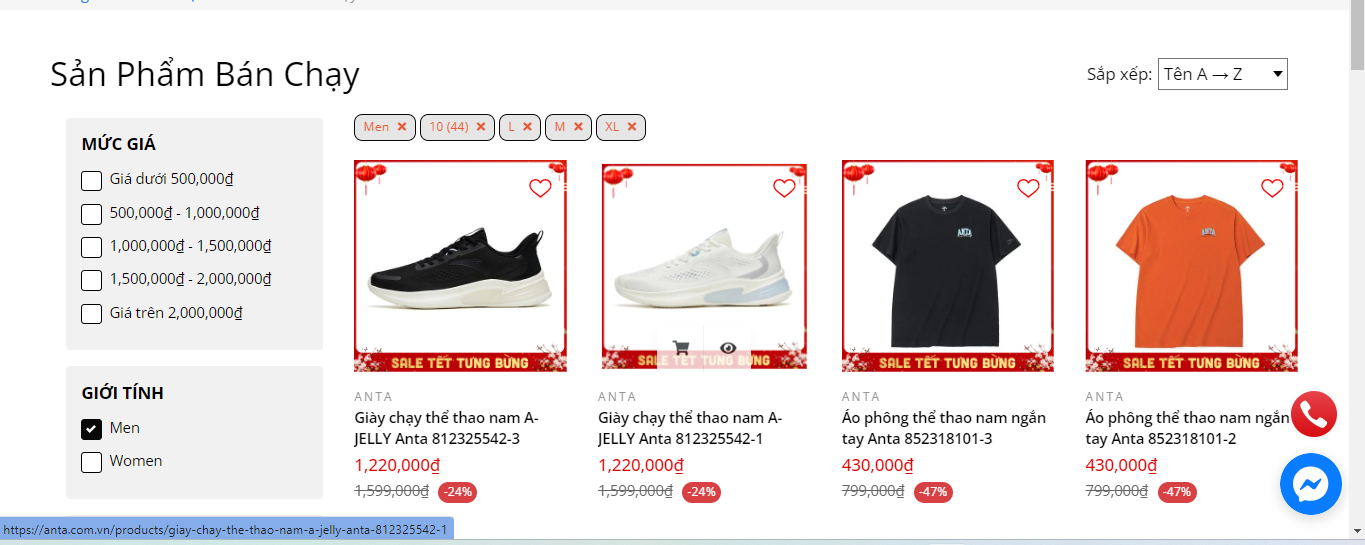 Sản Phẩm Bán Chạy
Sắp xếp: Tên A → Z
Men ×
10 (44) ×
L ×
M ×
XL ×
MỨC GIÁ
Giá dưới 500,000₫
500,000₫ - 1,000,000₫
1,000,000₫ - 1,500,000₫
1,500,000₫ - 2,000,000₫
Giá trên 2,000,000₫
GIỚI TÍNH
Men
Women
SALE TẾT TƯNG BỪNG
ANTA
Giày chạy thể thao nam A-
JELLY Anta 812325542-3
1,220,000₫
1,599,000₫ -24%
SALE TẾT TƯNG BỪNG
ANTA
Giày chạy thể thao nam A-
JELLY Anta 812325542-1
1,220,000₫
1,599,000₫ -24%
ANTA
SALE TẾT TƯNG BỪNG
ANTA
Áo phông thể thao nam ngắn
tay Anta 852318101-3
430,000₫
799,000₫ -47%
ANTA
SALE TẾT TƯNG BỪNG
ANTA
Áo phông thể thao nam ngắn
tay Anta 852318101-2
430,000₫
799,000₫ -47%
https://anta.com.vn/products/giay-chay-the-thao-nam-a-jelly-anta-812325542-1